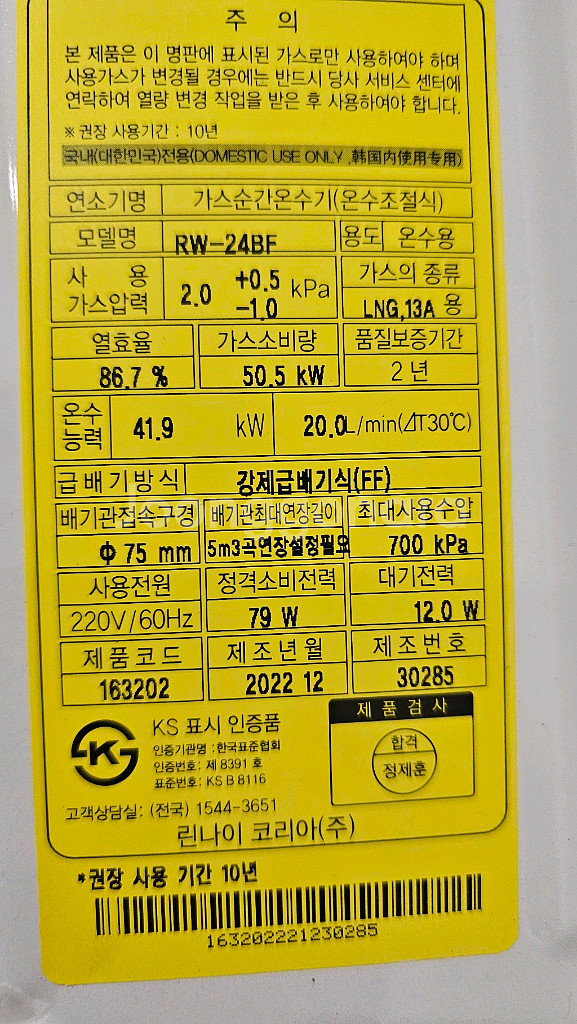 주 의
본 제품은 이 명판에 표시된 가스로만 사용하여야 하며
사용가스가 변경될 경우에는 반드시 당사 서비스 센터에
연락하여 열량 변경 작업을 받은 후 사용하여야 합니다.
※ 권장 사용기간 : 10년
국내(대한민국)전용(DOMESTIC USE ONLY ,韩国内使用专用)
연소기명 가스순간온수기(온수조절식)
모델명 RW-24BF 용도 온수용
사 용 가스압력 2.0 +0.5 -1.0 kPa 가스의 종류
LNG,13A 용
열효율 가스소비량 품질보증기간
86.7 % 50.5 kW 2 년
온수 능력 41.9 kW 20.0L/min(⊿T30℃)
급배기방식 강제급배기식(FF)
배기관접속구경 배기관최대연장길이 최대사용수압
Φ 75 mm 5m3곡연장설정필요 700 kPa
사용전원 정격소비전력 대기전력
220V/60Hz 79 W 12.0 W
제품코드 제조년월 제조번호
163202 2022 12 30285
KS 표시 인증품
인증기관명 :한국표준협회
인증번호: 제 8391 호
표준번호: KS B 8116
제 품 검 사
합격
정제훈
고객상담실: (전국) 1544-3651
린나이 코리아(주)
*권장 사용 기간 10년
163202221230285